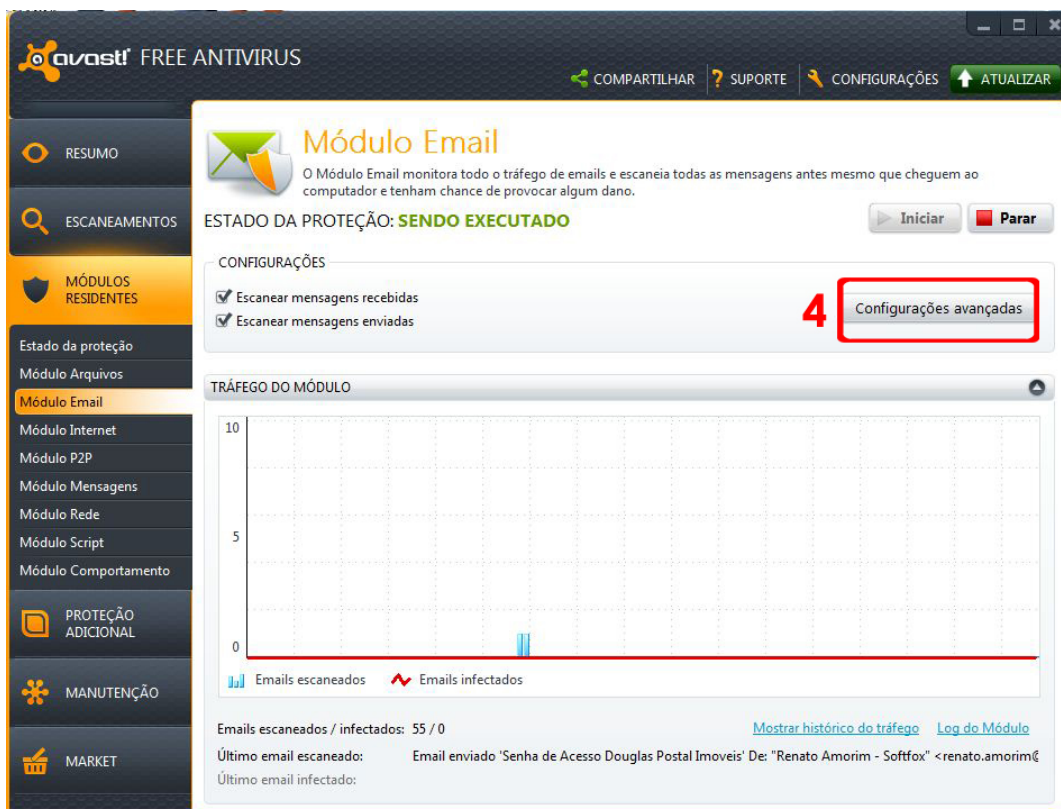 avast! FREE ANTIVIRUS
COMPARTILHAR
SUPORTE
CONFIGURAÇÕES
ATUALIZAR
RESUMO
ESCANEAMENTOS
MÓDULOS
RESIDENTES
Estado da proteção
Módulo Arquivos
Módulo Email
Módulo Internet
Módulo P2P
Módulo Mensagens
Módulo Rede
Módulo Script
Módulo Comportamento
PROTEÇÃO
ADICIONAL
MANUTENÇÃO
MARKET
Módulo Email
O Módulo Email monitora todo o tráfego de emails e escaneia todas as mensagens antes mesmo que cheguem ao
computador e tenham chance de provocar algum dano.
ESTADO DA PROTEÇÃO: SENDO EXECUTADO
Iniciar
Parar
CONFIGURAÇÕES
Escanear mensagens recebidas
Escanear mensagens enviadas
4
Configurações avançadas
TRÁFEGO DO MÓDULO
10
5
0
Emails escaneados
Emails infectados
Emails escaneados / infectados: 55 / 0
Mostrar histórico do tráfego
Log do Módulo
Último email escaneado: Email enviado 'Senha de Acesso Douglas Postal Imoveis' De: "Renato Amorim - Softfox" <renato.amorim@
Último email infectado: